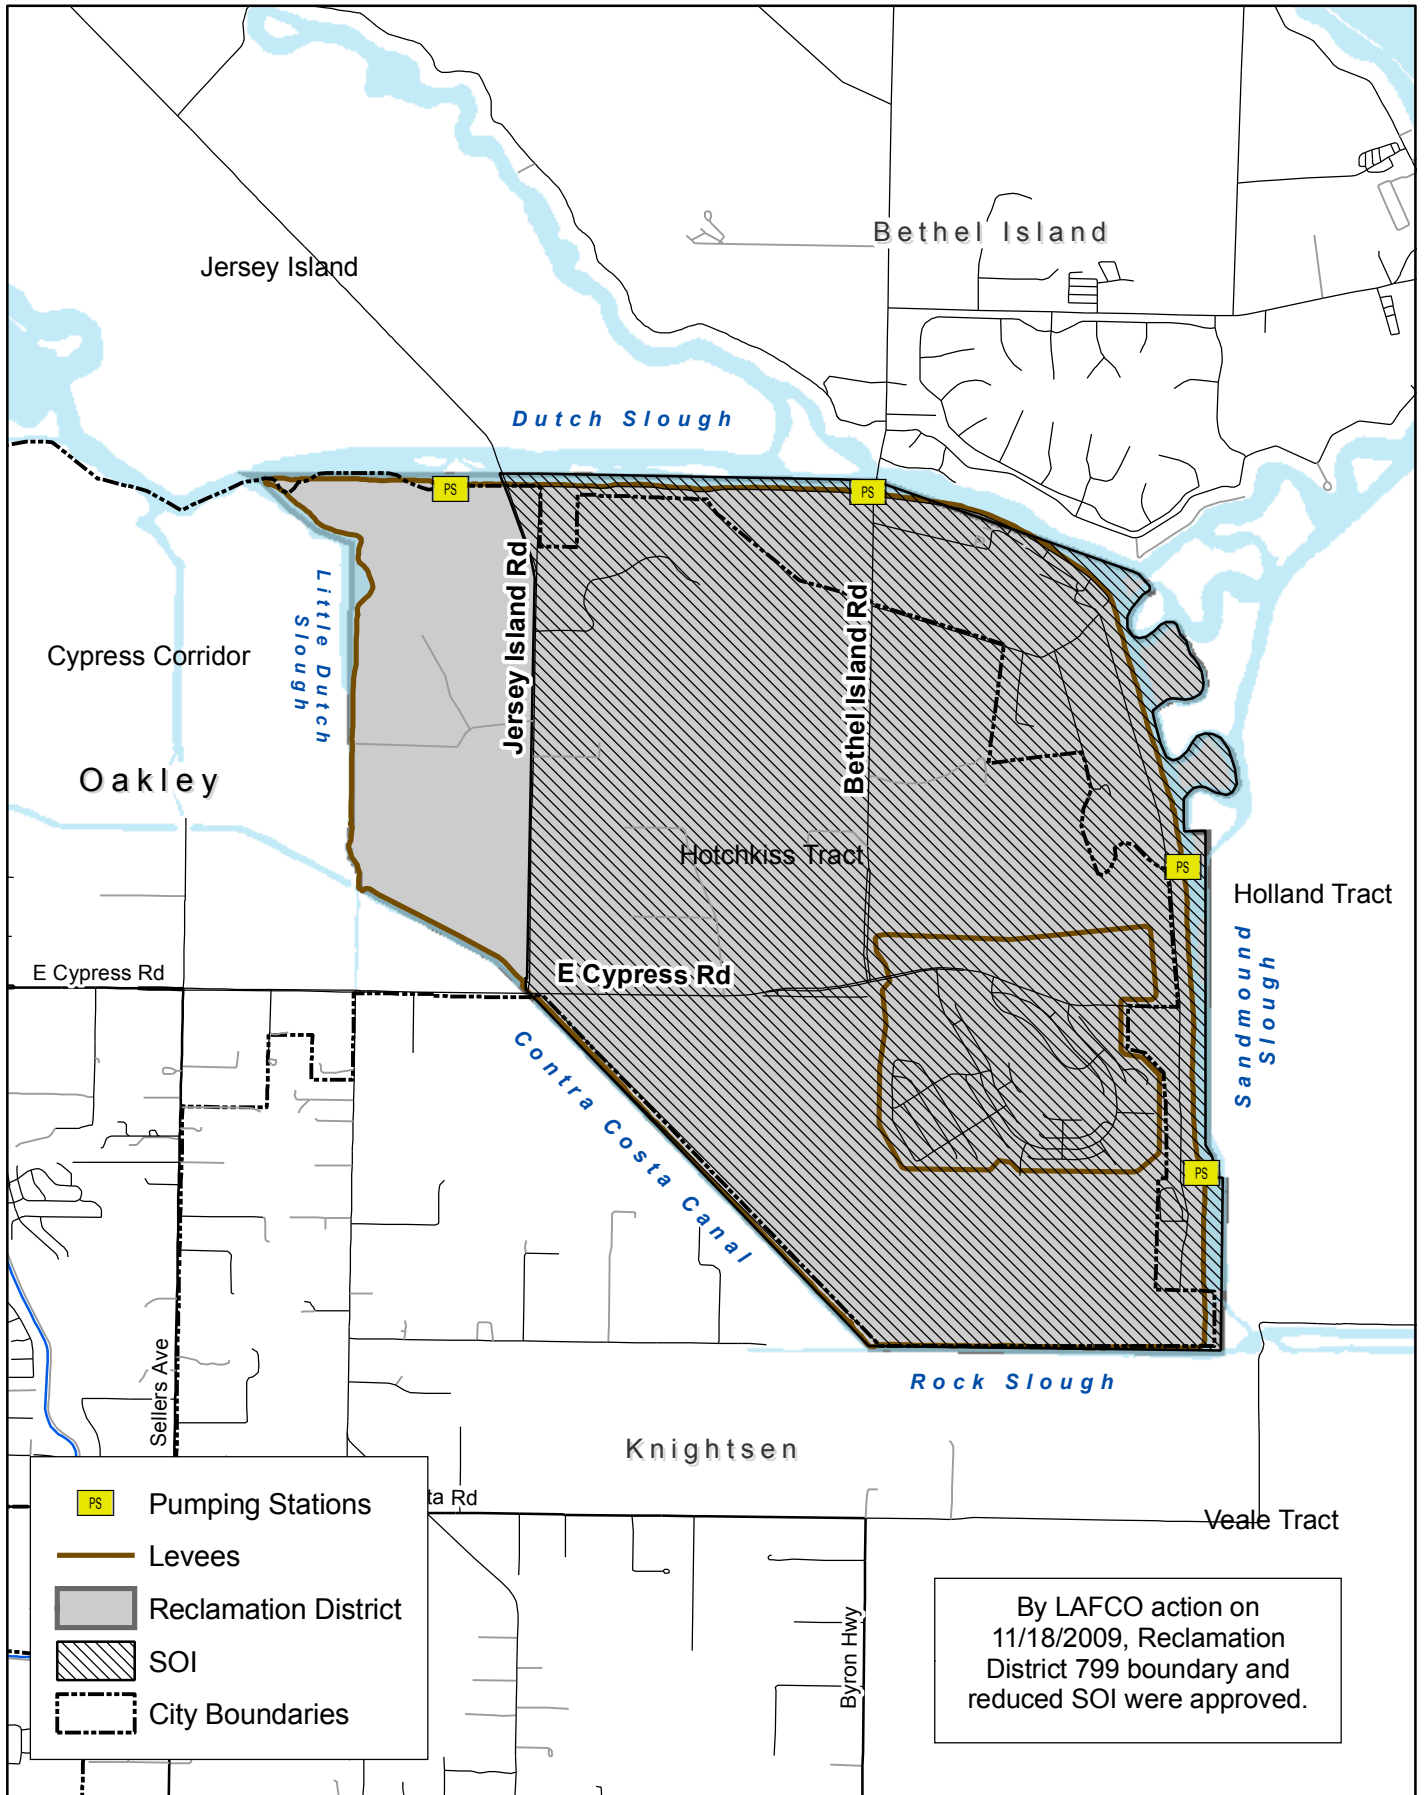 Bethel Island
Jersey Island
Dutch Slough
PS
PS
Jersey Island Rd
Bethel Island Rd
Little Dutch
Slough
Cypress Corridor
Oakley
Hotchkiss Tract
PS
Holland Tract
Sandmound
Slough
E Cypress Rd
E Cypress Rd
Contra Costa Canal
PS
Rock Slough
Sellers Ave
Knightsen
ta Rd
Veale Tract
Byron Hwy
PS Pumping Stations
Levees
Reclamation District
SOI
City Boundaries
By LAFCO action on
11/18/2009, Reclamation
District 799 boundary and
reduced SOI were approved.